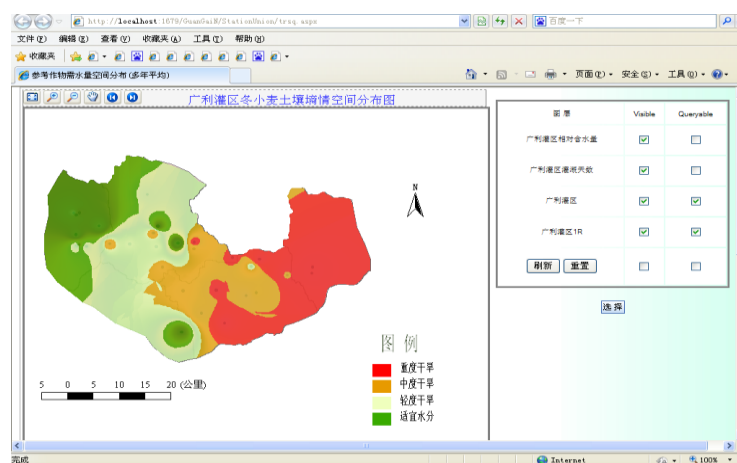 http://localhost:1079/GuanGaiN/StationUnion/trsq.aspx
百度一下
文件(F) 编辑(E) 查看(V) 收藏夹(A) 工具(T) 帮助(H)
收藏夹
参考作物需水量空间分布(多年平均)
页面(P) 安全(S) 工具(O)
广利灌区冬小麦土壤墒情空间分布图
图层 Visible Queryable
广利灌区相对含水量
广利灌区灌溉天数
广利灌区
广利灌区1R
刷新 重置
选择
N
图 例
重度干旱
中度干旱
轻度干旱
适宜水分
5 0 5 10 15 20 (公里)
完成
Internet
100%